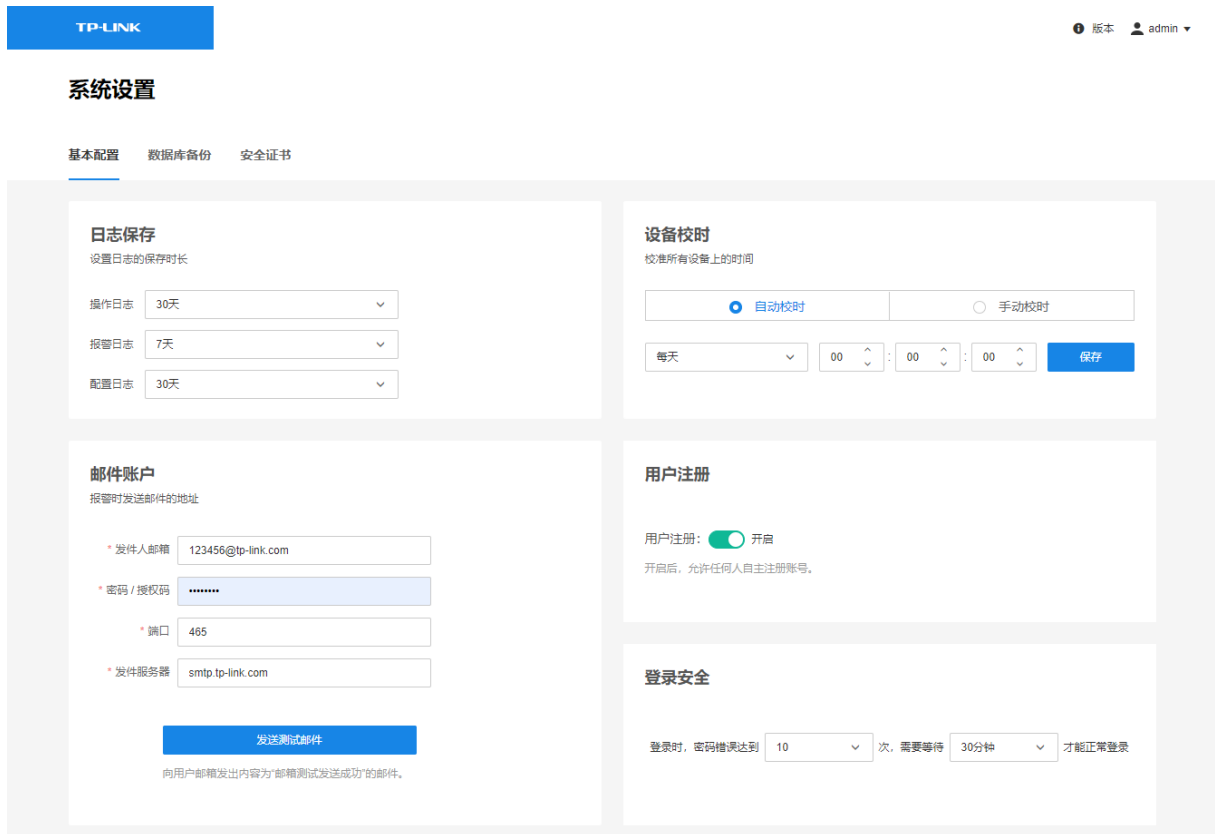 TP-LINK
版本 admin
系统设置
基本配置 数据库备份 安全证书
日志保存
设置日志的保存时长
操作日志 30天
报警日志 7天
配置日志 30天
设备校时
校准所有设备上的时间
自动校时 手动校时
每天 00 : 00 : 00 保存
邮件账户
报警时发送邮件的地址
* 发件人邮箱 123456@tp-link.com
* 密码 / 授权码 ••••••••
* 端口 465
* 发件服务器 smtp.tp-link.com
发送测试邮件
向用户邮箱发出内容为“邮箱测试发送成功”的邮件。
用户注册
用户注册: 开启
开启后，允许任何人自主注册账号。
登录安全
登录时，密码错误达到 10 次，需要等待 30分钟 才能正常登录